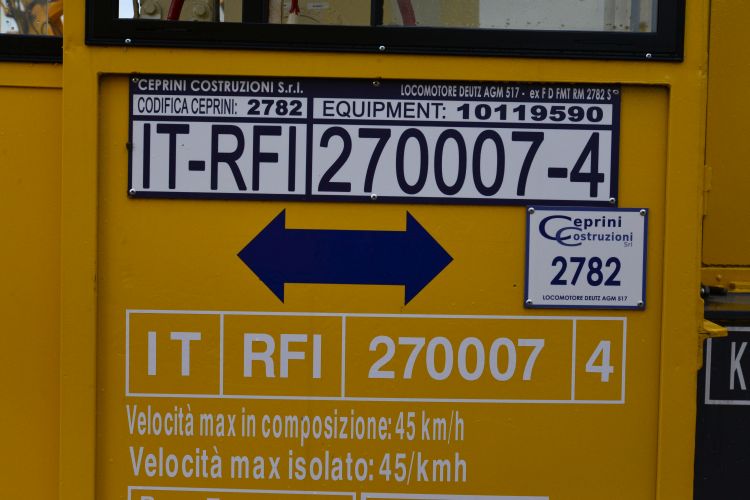 CEPRINI COSTRUZIONI S.r.l. LOCOMOTORE DEUTZ AGM 517 - ex F D FMT RM 2782 S
CODIFICA CEPRINI: 2782 EQUIPMENT: 10119590
IT-RFI 270007-4
Ceprini
Costruzioni
Srl
2782
LOCOMOTORE DEUTZ AGM 517
IT RFI 270007 4
K
Velocità max in composizione: 45 km/h
Velocità max isolato: 45/kmh